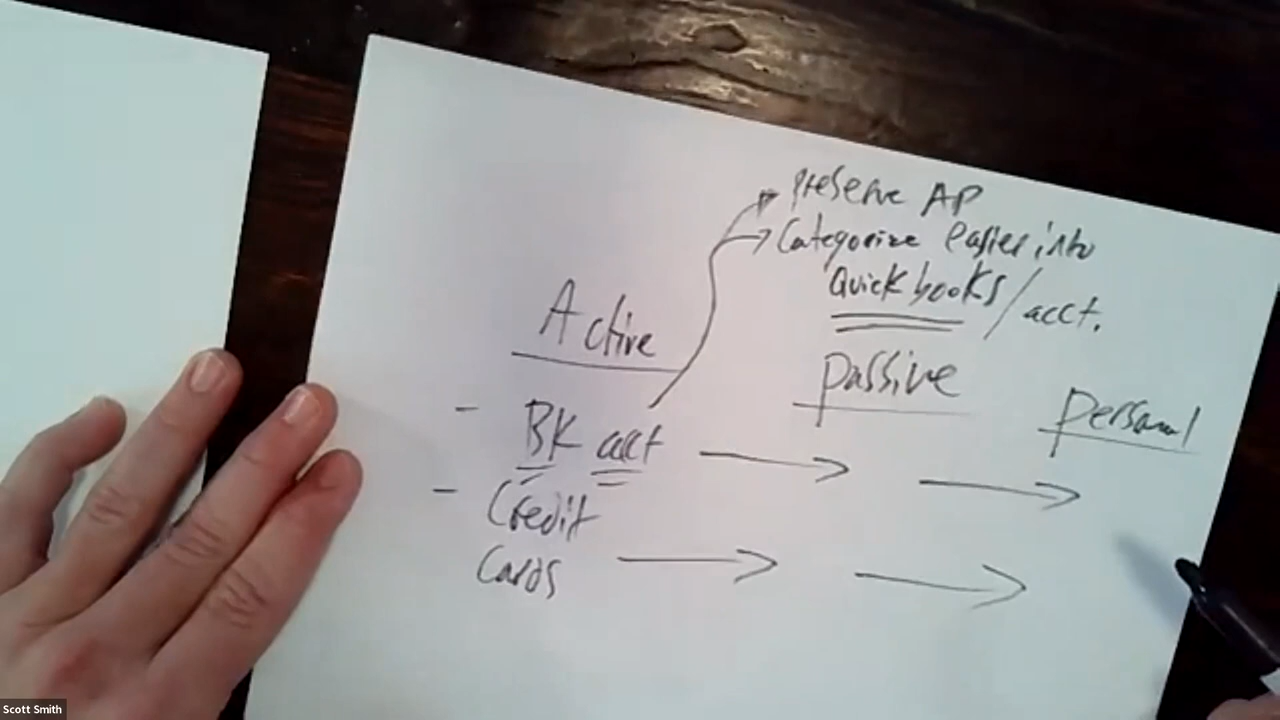 Preserve AP
Categorize easier into
Quickbooks/acct.
Active
Passive
Personal
- BK acct
- Credit
Cards
Scott Smith